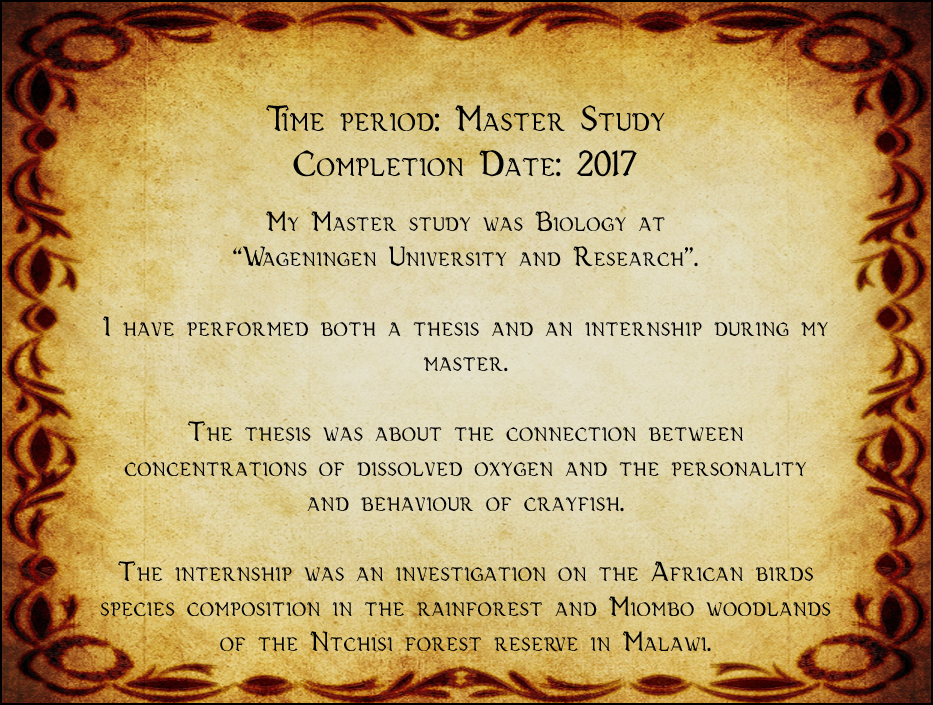 Time period: Master Study
Completion Date: 2017
My Master study was Biology at
“Wageningen University and Research”.
I have performed both a thesis and an internship during my
master.
The thesis was about the connection between
concentrations of dissolved oxygen and the personality
and behaviour of crayfish.
The internship was an investigation on the African birds
species composition in the rainforest and Miombo woodlands
of the Ntchisi forest reserve in Malawi.